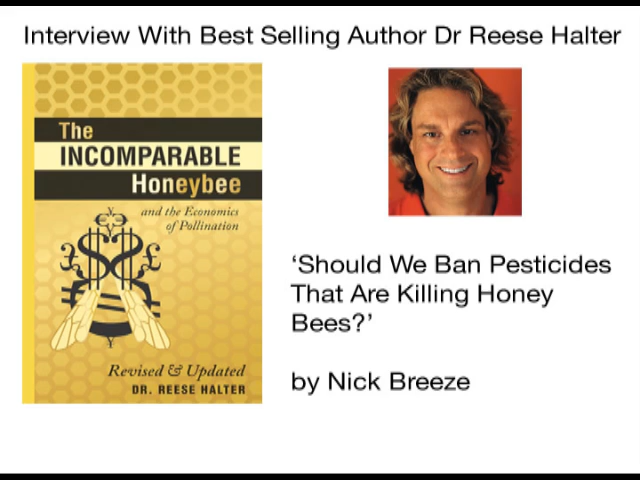 Interview With Best Selling Author Dr Reese Halter
The
INCOMPARABLE
Honeybee
and the Economics
of Pollination
Revised & Updated
DR. REESE HALTER
‘Should We Ban Pesticides
That Are Killing Honey
Bees?’
by Nick Breeze